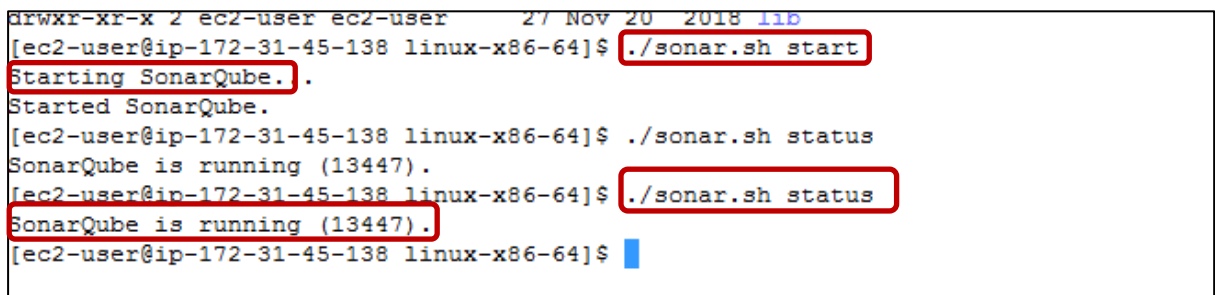 drwxr-xr-x 2 ec2-user ec2-user     27 Nov 20  2018 lib
[ec2-user@ip-172-31-45-138 linux-x86-64]$ ./sonar.sh start
Starting SonarQube...
Started SonarQube.
[ec2-user@ip-172-31-45-138 linux-x86-64]$ ./sonar.sh status
SonarQube is running (13447).
[ec2-user@ip-172-31-45-138 linux-x86-64]$ ./sonar.sh status
SonarQube is running (13447).
[ec2-user@ip-172-31-45-138 linux-x86-64]$